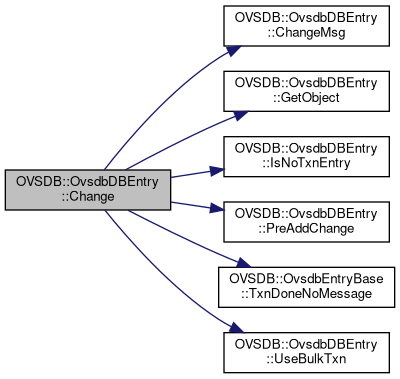 OVSDB::OvsdbDBEntry
::Change
OVSDB::OvsdbDBEntry
::ChangeMsg
OVSDB::OvsdbDBEntry
::GetObject
OVSDB::OvsdbDBEntry
::IsNoTxnEntry
OVSDB::OvsdbDBEntry
::PreAddChange
OVSDB::OvsdbEntryBase
::TxnDoneNoMessage
OVSDB::OvsdbDBEntry
::UseBulkTxn